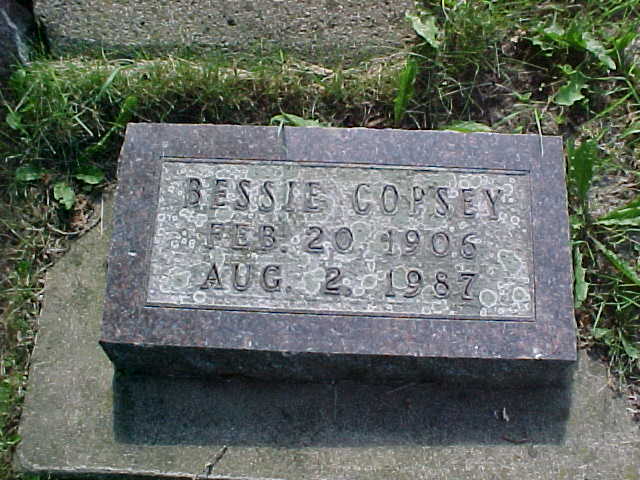 BESSIE COPSEY
FEB. 20, 1906
AUG. 2, 1987